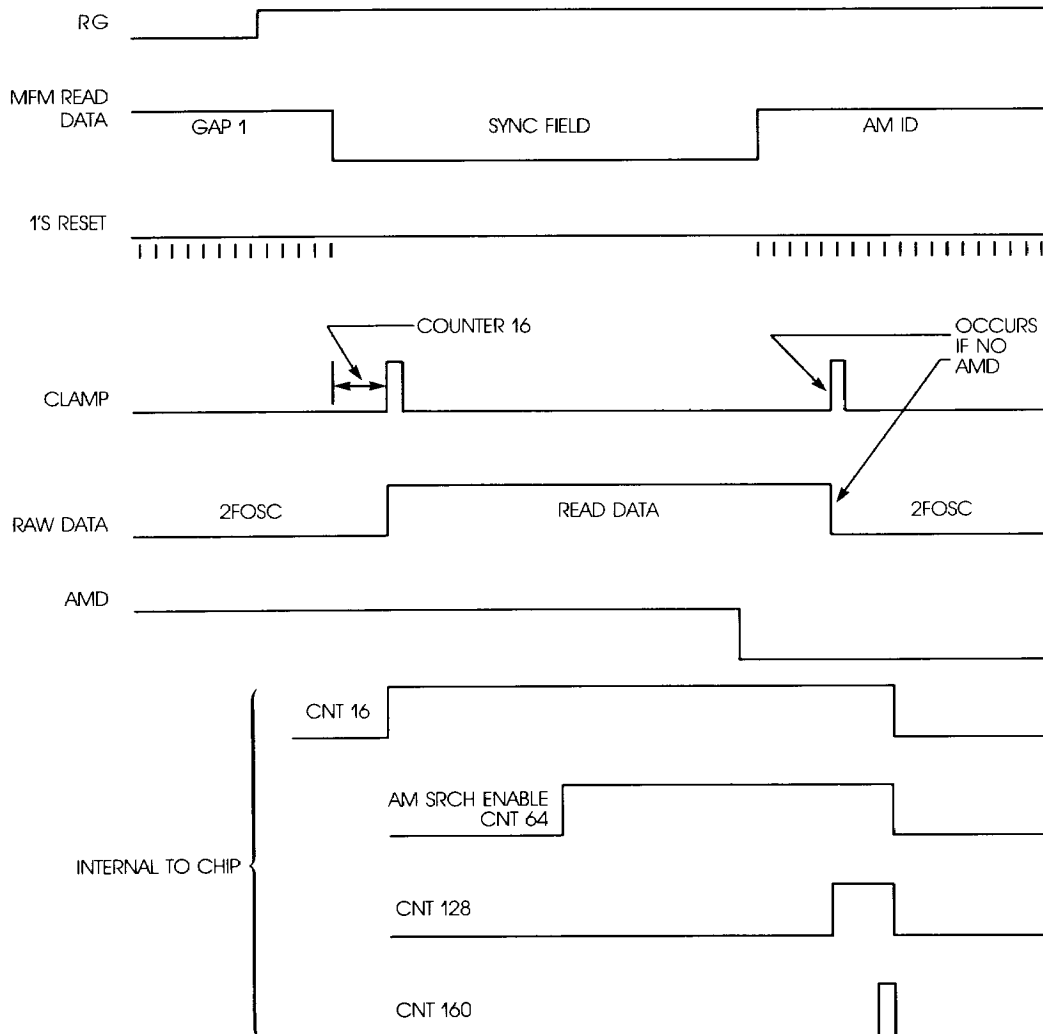 RG
MFM READ
DATA
GAP 1
SYNC FIELD
AM ID
1'S RESET
COUNTER 16
OCCURS
IF NO
AMD
CLAMP
2FOSC
READ DATA
2FOSC
RAW DATA
AMD
CNT 16
AM SRCH ENABLE
CNT 64
INTERNAL TO CHIP
CNT 128
CNT 160